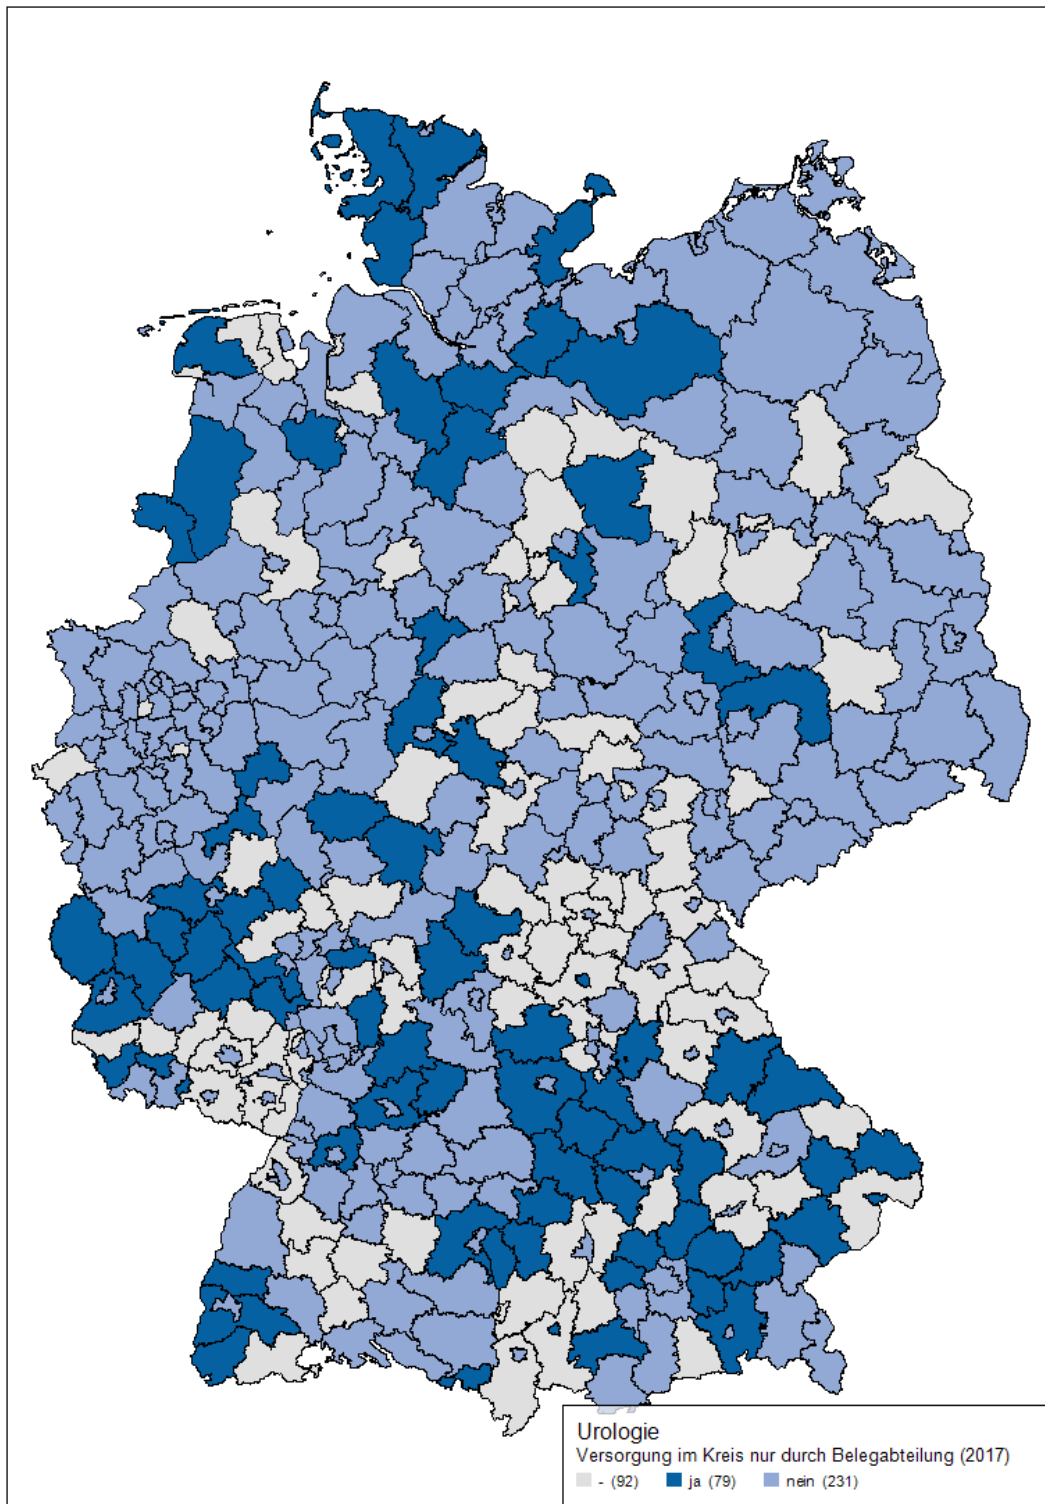 Urologie
Versorgung im Kreis nur durch Belegabteilung (2017)
- (92) ja (79) nein (231)